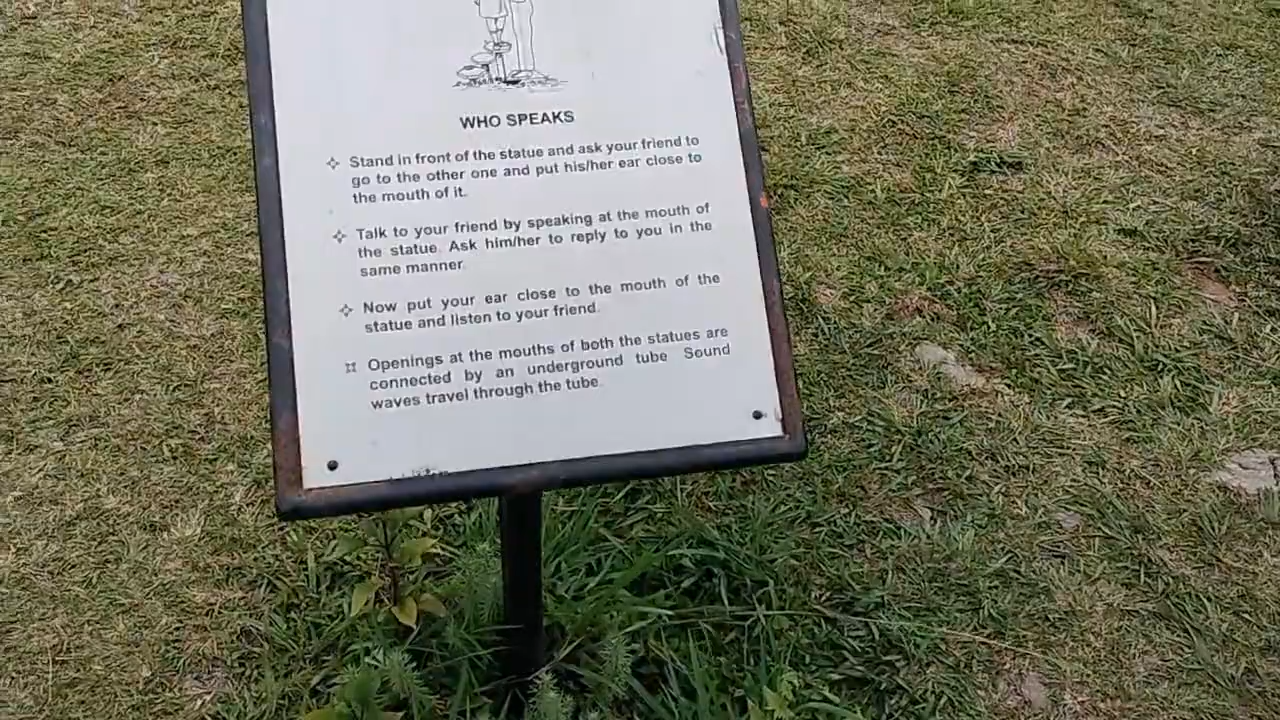 WHO SPEAKS
✧ Stand in front of the statue and ask your friend to
go to the other one and put his/her ear close to
the mouth of it.
✧ Talk to your friend by speaking at the mouth of
the statue. Ask him/her to reply to you in the
same manner.
✧ Now put your ear close to the mouth of the
statue and listen to your friend.
¤ Openings at the mouths of both the statues are
connected by an underground tube Sound
waves travel through the tube.